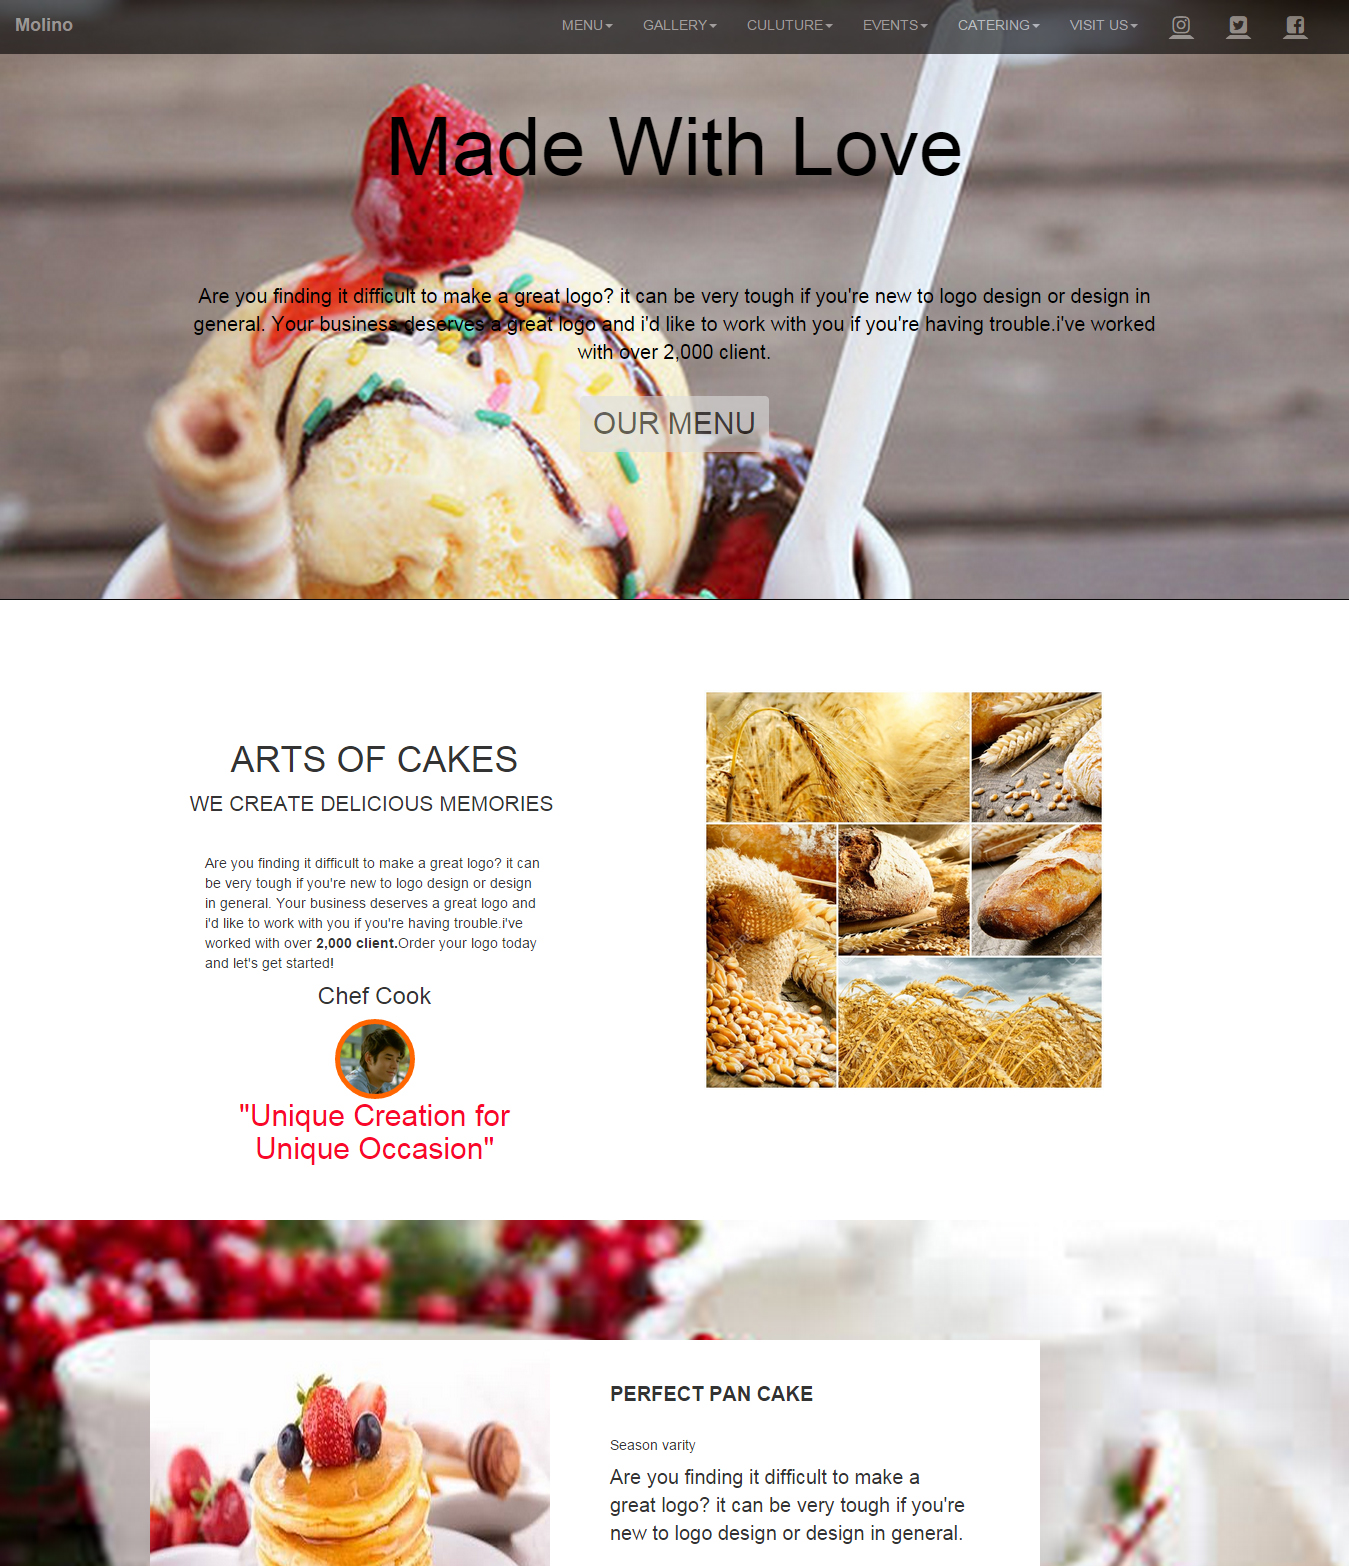 Molino
MENU GALLERY CULUTURE EVENTS CATERING VISIT US
Made With Love
Are you finding it difficult to make a great logo? it can be very tough if you're new to logo design or design in
general. Your business deserves a great logo and i'd like to work with you if you're having trouble.i've worked
with over 2,000 client.
OUR MENU
ARTS OF CAKES
WE CREATE DELICIOUS MEMORIES
Are you finding it difficult to make a great logo? it can
be very tough if you're new to logo design or design
in general. Your business deserves a great logo and
i'd like to work with you if you're having trouble.i've
worked with over 2,000 client.Order your logo today
and let's get started!
Chef Cook
"Unique Creation for
Unique Occasion"
PERFECT PAN CAKE
Season varity
Are you finding it difficult to make a
great logo? it can be very tough if you're
new to logo design or design in general.